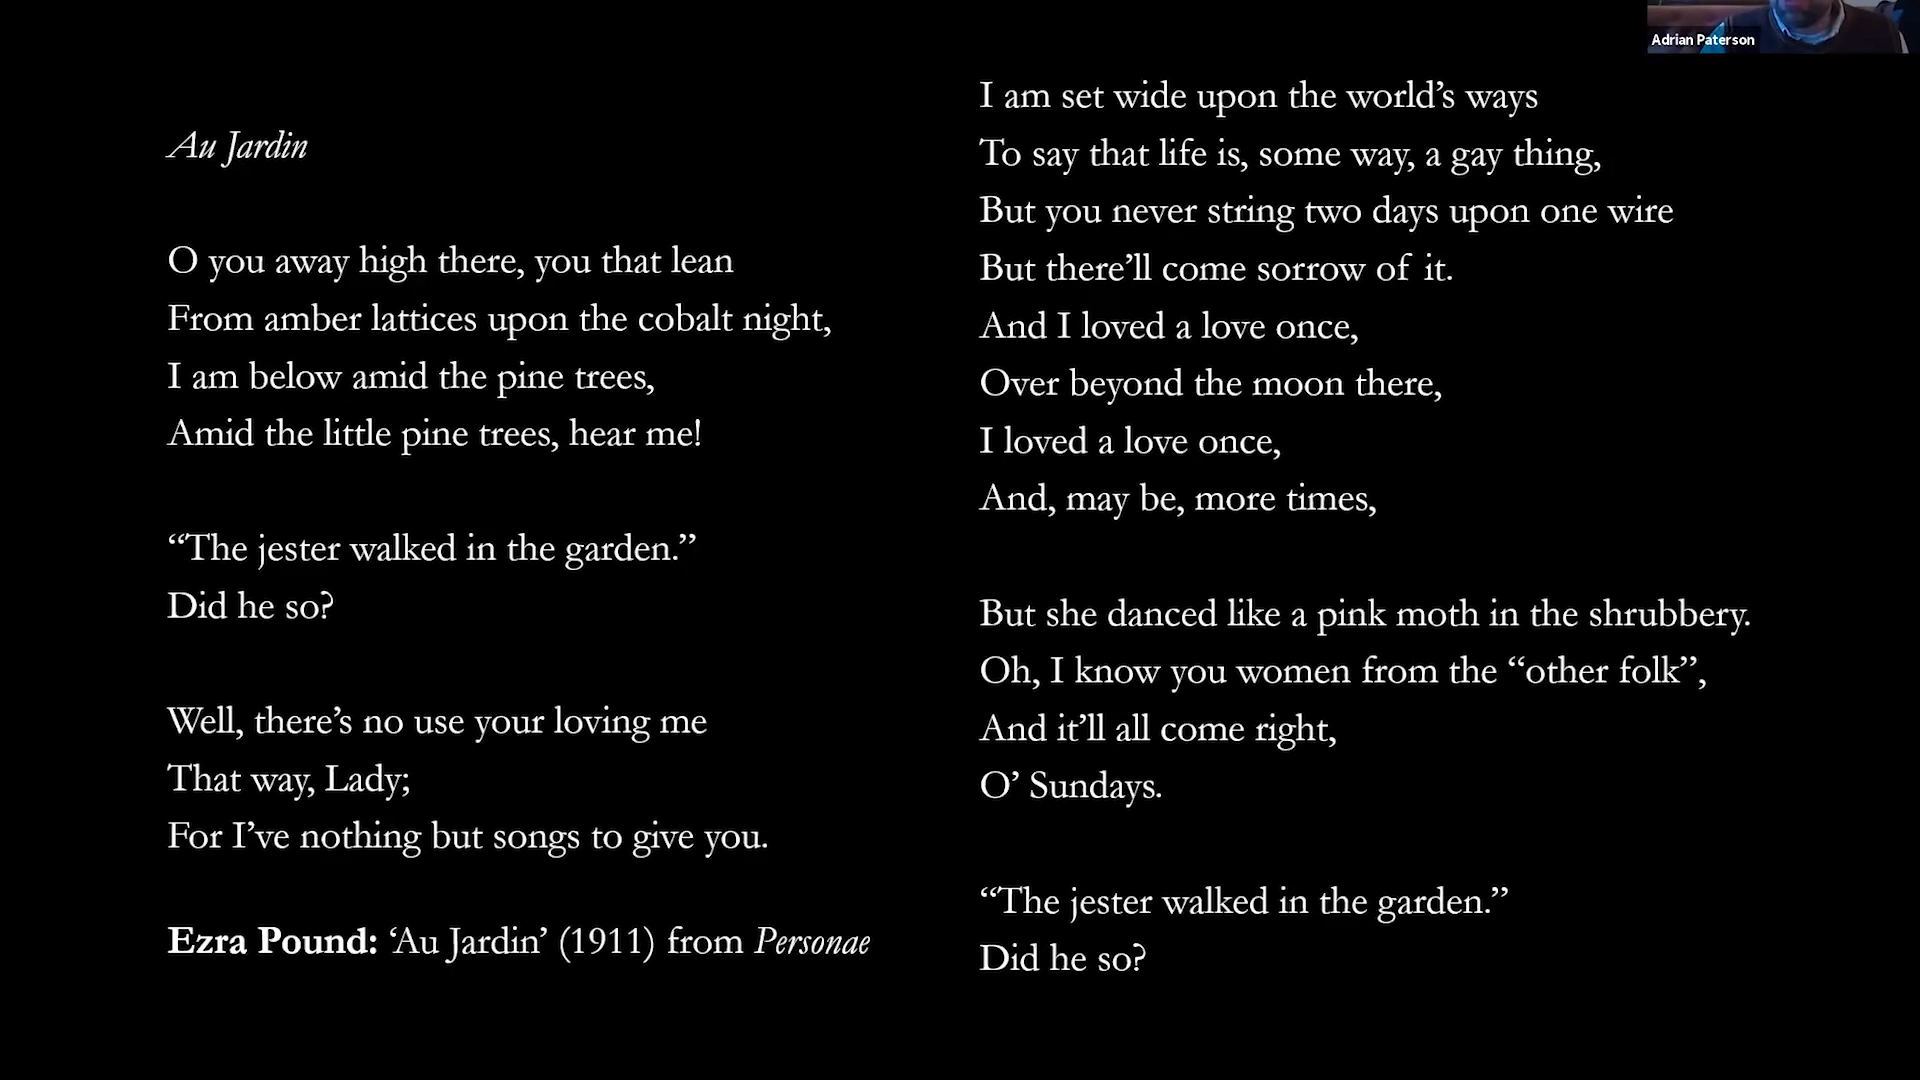 Adrian Paterson
Au Jardin
O you away high there, you that lean
From amber lattices upon the cobalt night,
I am below amid the pine trees,
Amid the little pine trees, hear me!
“The jester walked in the garden.”
Did he so?
Well, there’s no use your loving me
That way, Lady;
For I’ve nothing but songs to give you.
Ezra Pound: ‘Au Jardin’ (1911) from Personae
I am set wide upon the world’s ways
To say that life is, some way, a gay thing,
But you never string two days upon one wire
But there’ll come sorrow of it.
And I loved a love once,
Over beyond the moon there,
I loved a love once,
And, may be, more times,
But she danced like a pink moth in the shrubbery.
Oh, I know you women from the “other folk”,
And it’ll all come right,
O’ Sundays.
“The jester walked in the garden.”
Did he so?